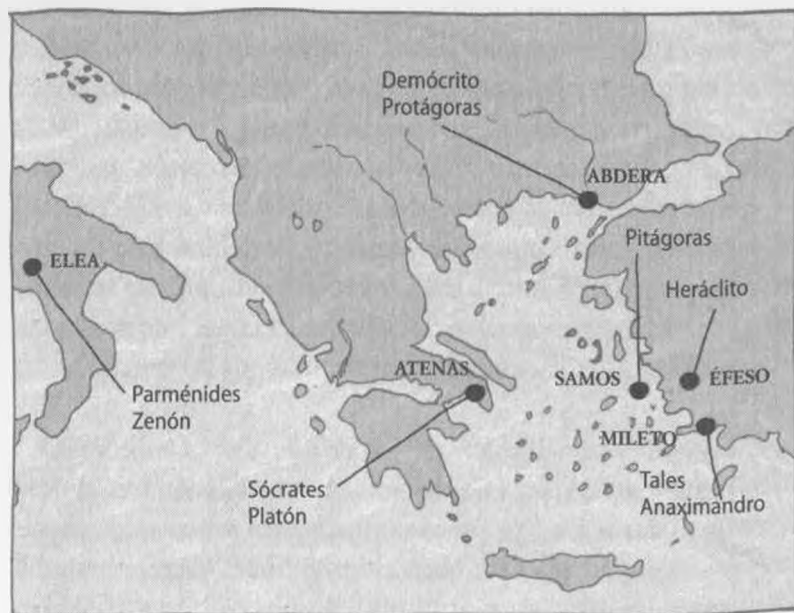 Demócrito
Protágoras
ABDERA
Pitágoras
ELEA
Heráclito
ATENAS
SAMOS
ÉFESO
Parménides
Zenón
MILETO
Sócrates
Platón
Tales
Anaximandro